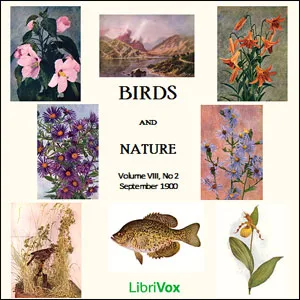 BIRDS
AND
NATURE
Volume VIII, No 2
September 1900
LibriVox